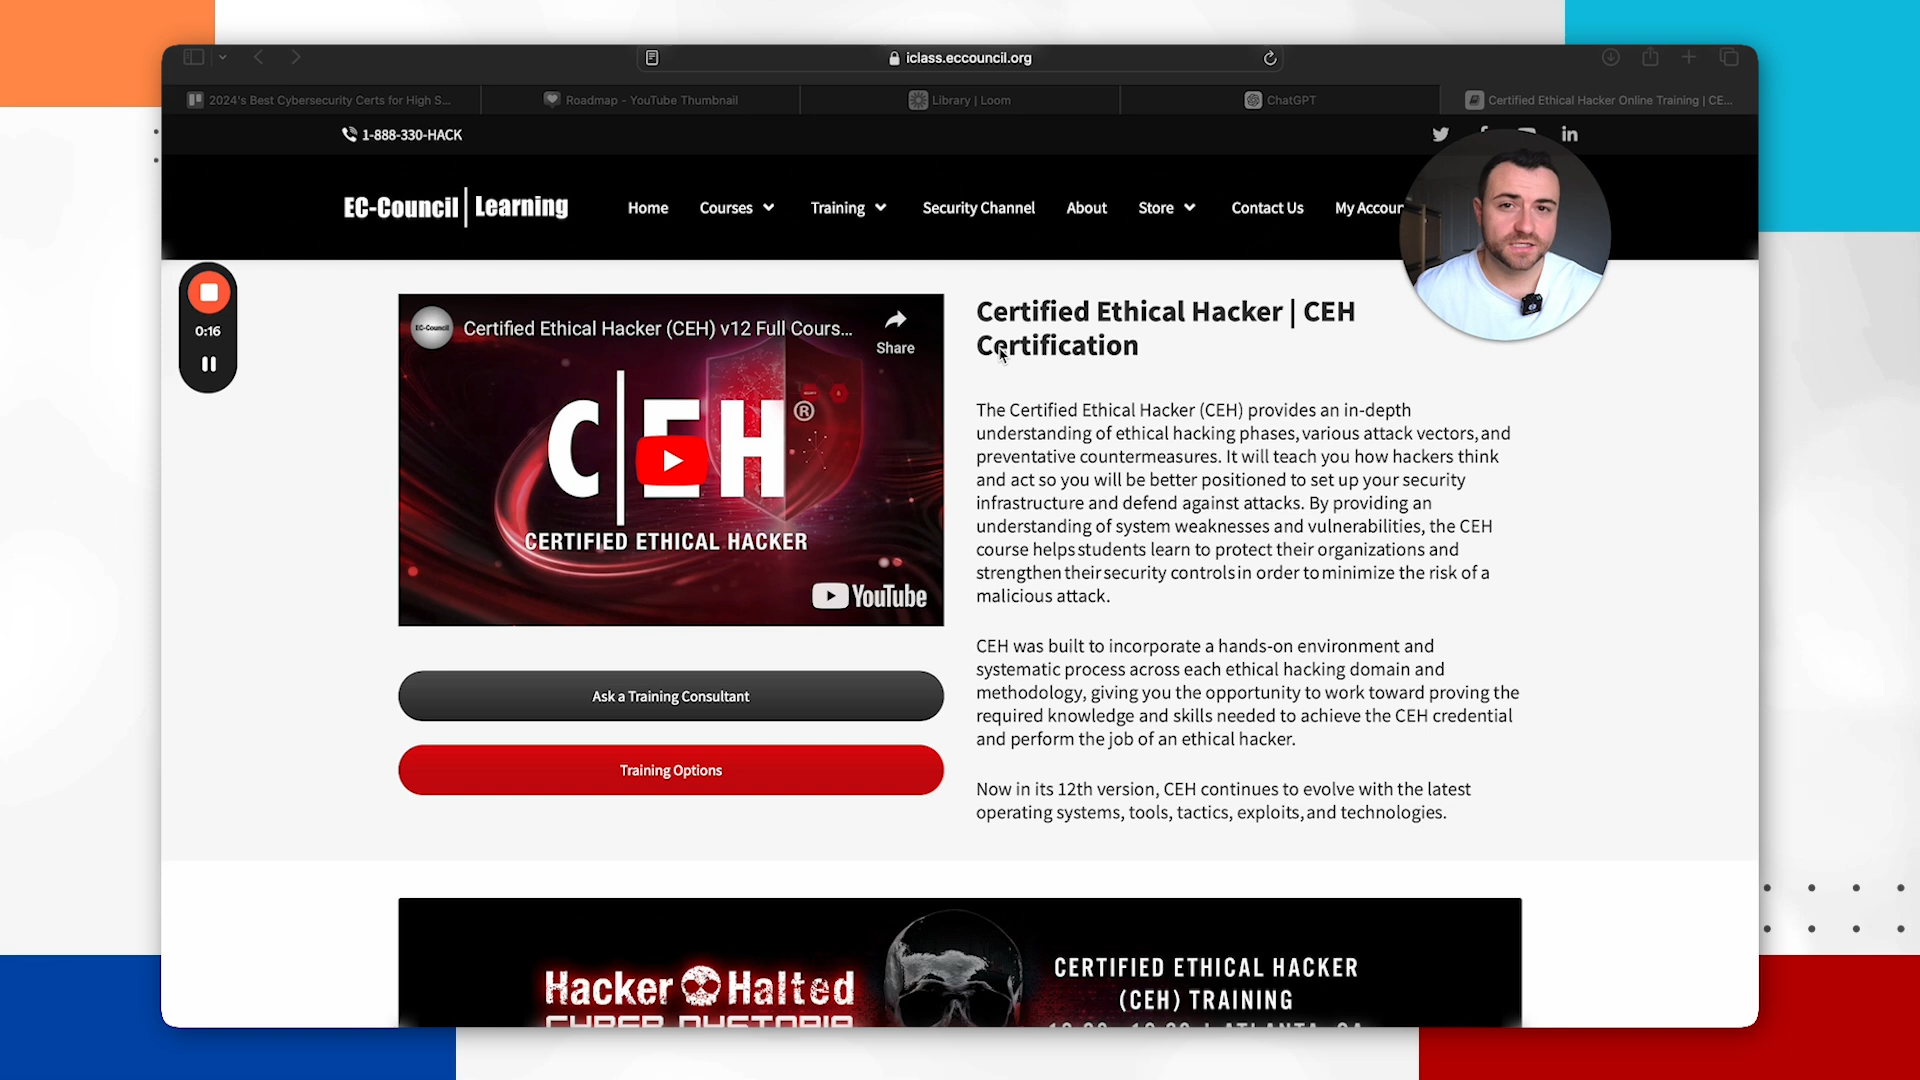 iclass.eccouncil.org
2024's Best Cybersecurity Certs for High S...
Roadmap - YouTube Thumbnail
Library | Loom
ChatGPT
Certified Ethical Hacker Online Training | CE...
1-888-330-HACK
EC-Council | Learning
Home
Courses
Training
Security Channel
About
Store
Contact Us
My Accoun
0:16
EC-Council
Certified Ethical Hacker (CEH) v12 Full Cours...
Share
C|EH®
CERTIFIED ETHICAL HACKER
YouTube
Ask a Training Consultant
Training Options
Certified Ethical Hacker | CEH
Certification
The Certified Ethical Hacker (CEH) provides an in-depth
understanding of ethical hacking phases, various attack vectors, and
preventative countermeasures. It will teach you how hackers think
and act so you will be better positioned to set up your security
infrastructure and defend against attacks. By providing an
understanding of system weaknesses and vulnerabilities, the CEH
course helps students learn to protect their organizations and
strengthen their security controls in order to minimize the risk of a
malicious attack.
CEH was built to incorporate a hands-on environment and
systematic process across each ethical hacking domain and
methodology, giving you the opportunity to work toward proving the
required knowledge and skills needed to achieve the CEH credential
and perform the job of an ethical hacker.
Now in its 12th version, CEH continues to evolve with the latest
operating systems, tools, tactics, exploits, and technologies.
Hacker Halted
CYBER DYSTOPIA
CERTIFIED ETHICAL HACKER
(CEH) TRAINING